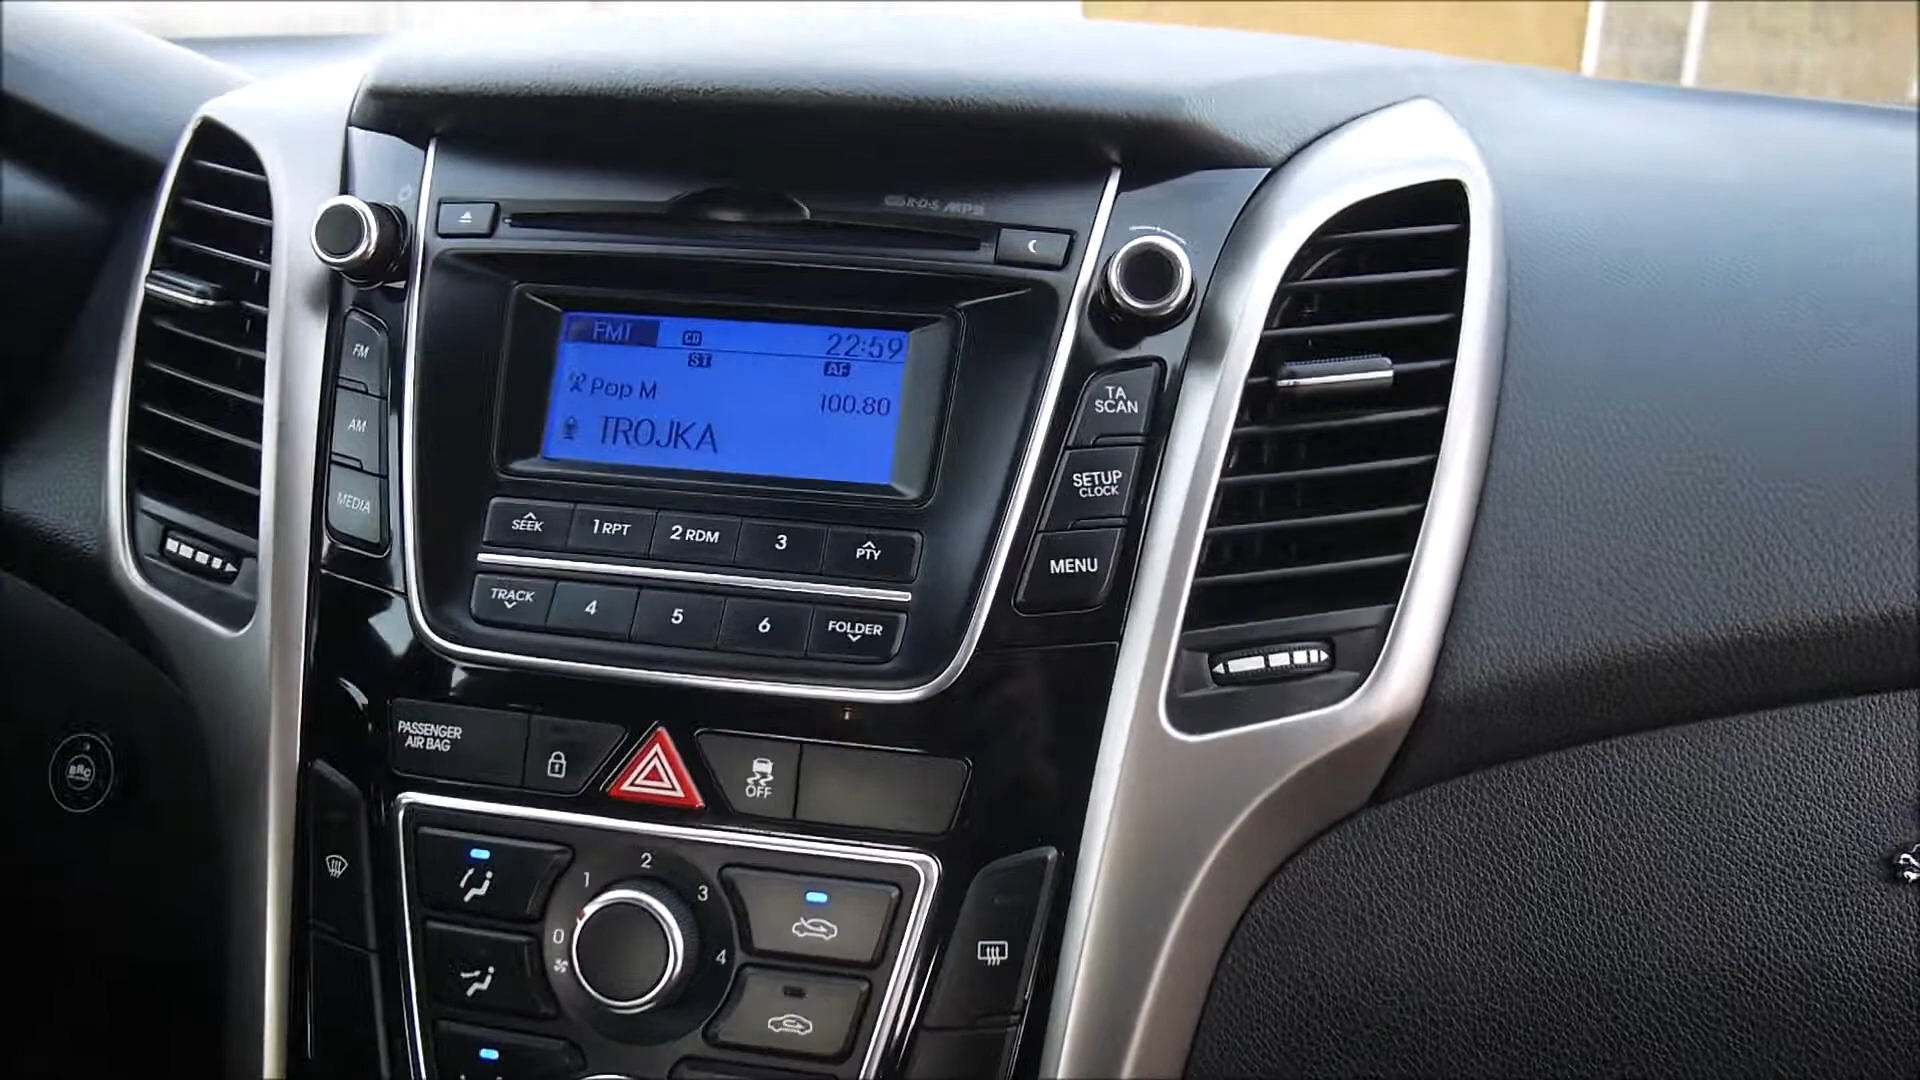 R·D·S MP3
FM1
CD
22:59
ST
AF
Pop M
100.80
TROJKA
FM
AM
MEDIA
TA
SCAN
SETUP
CLOCK
MENU
SEEK
1 RPT
2 RDM
3
PTY
TRACK
4
5
6
FOLDER
PASSENGER
AIR BAG
OFF
BRC
0
1
2
3
4